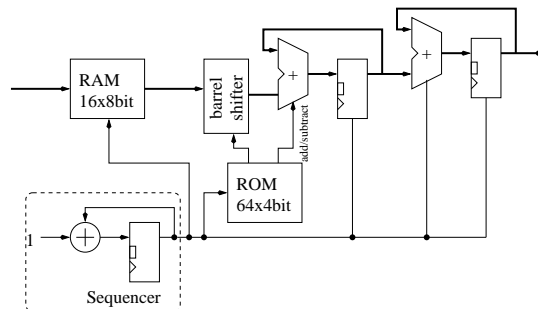 RAM
16x8bit
barrel
shifter
+
+
add/subtract
ROM
64x4bit
1
+
Sequencer